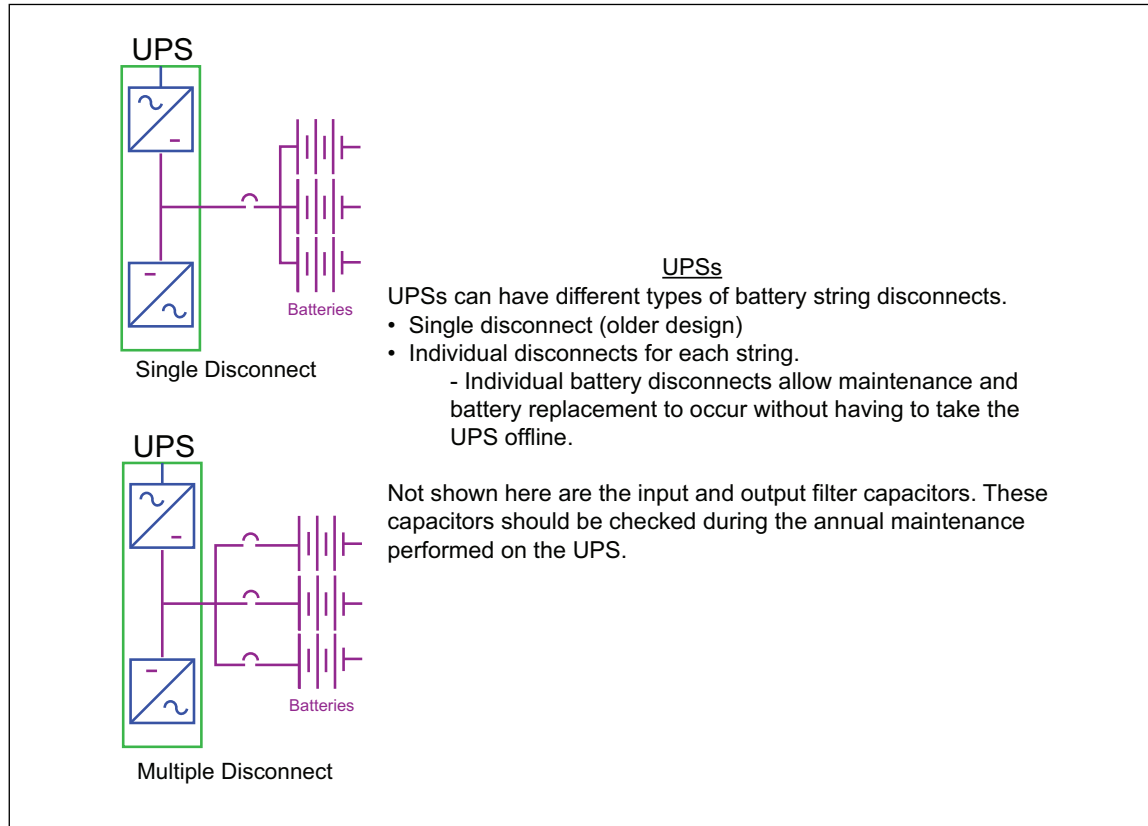 UPS
Batteries
Single Disconnect
UPS
Batteries
Multiple Disconnect
UPSs
UPSs can have different types of battery string disconnects.
• Single disconnect (older design)
• Individual disconnects for each string.
- Individual battery disconnects allow maintenance and
battery replacement to occur without having to take the
UPS offline.
Not shown here are the input and output filter capacitors. These
capacitors should be checked during the annual maintenance
performed on the UPS.